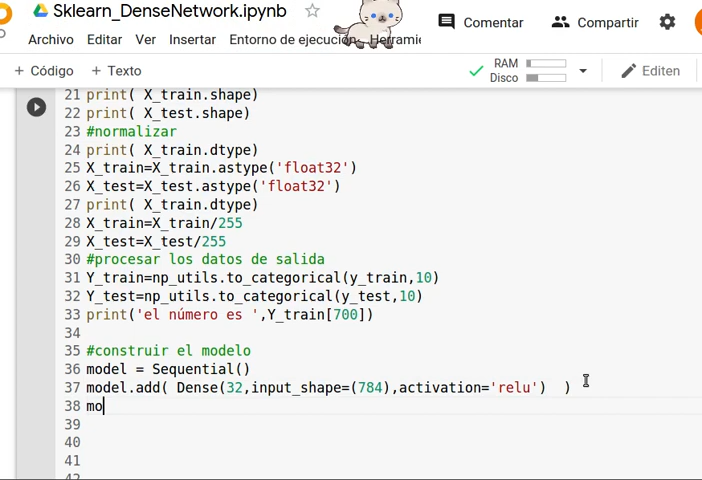 Sklearn_DenseNetwork.ipynb
Comentar
Compartir
Archivo Editar Ver Insertar Entorno de ejecución Herramie
+ Código + Texto
RAM
Disco
Editen
21 print( X_train.shape)
22 print( X_test.shape)
23 #normalizar
24 print( X_train.dtype)
25 X_train=X_train.astype('float32')
26 X_test=X_test.astype('float32')
27 print( X_train.dtype)
28 X_train=X_train/255
29 X_test=X_test/255
30 #procesar los datos de salida
31 Y_train=np_utils.to_categorical(y_train,10)
32 Y_test=np_utils.to_categorical(y_test,10)
33 print('el número es ',Y_train[700])
34
35 #construir el modelo
36 model = Sequential()
37 model.add( Dense(32,input_shape=(784),activation='relu')  )
38 mo
39
40
41